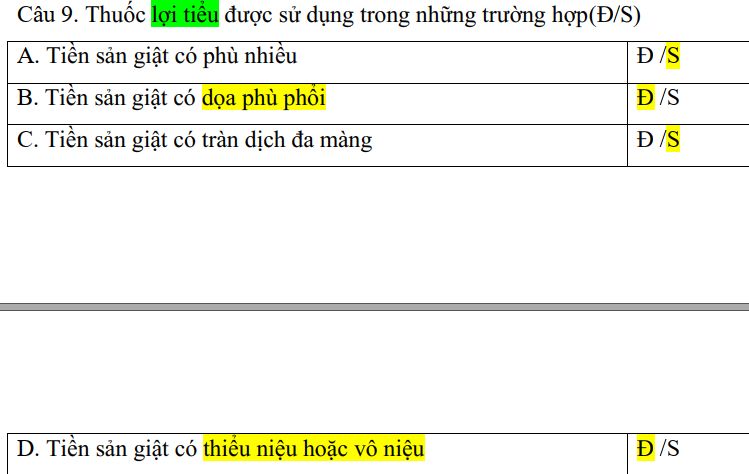 Câu 9. Thuốc lợi tiểu được sử dụng trong những trường hợp(Đ/S)
A. Tiền sản giật có phù nhiều Đ /S
B. Tiền sản giật có dọa phù phổi Đ /S
C. Tiền sản giật có tràn dịch đa màng Đ /S
D. Tiền sản giật có thiểu niệu hoặc vô niệu Đ /S